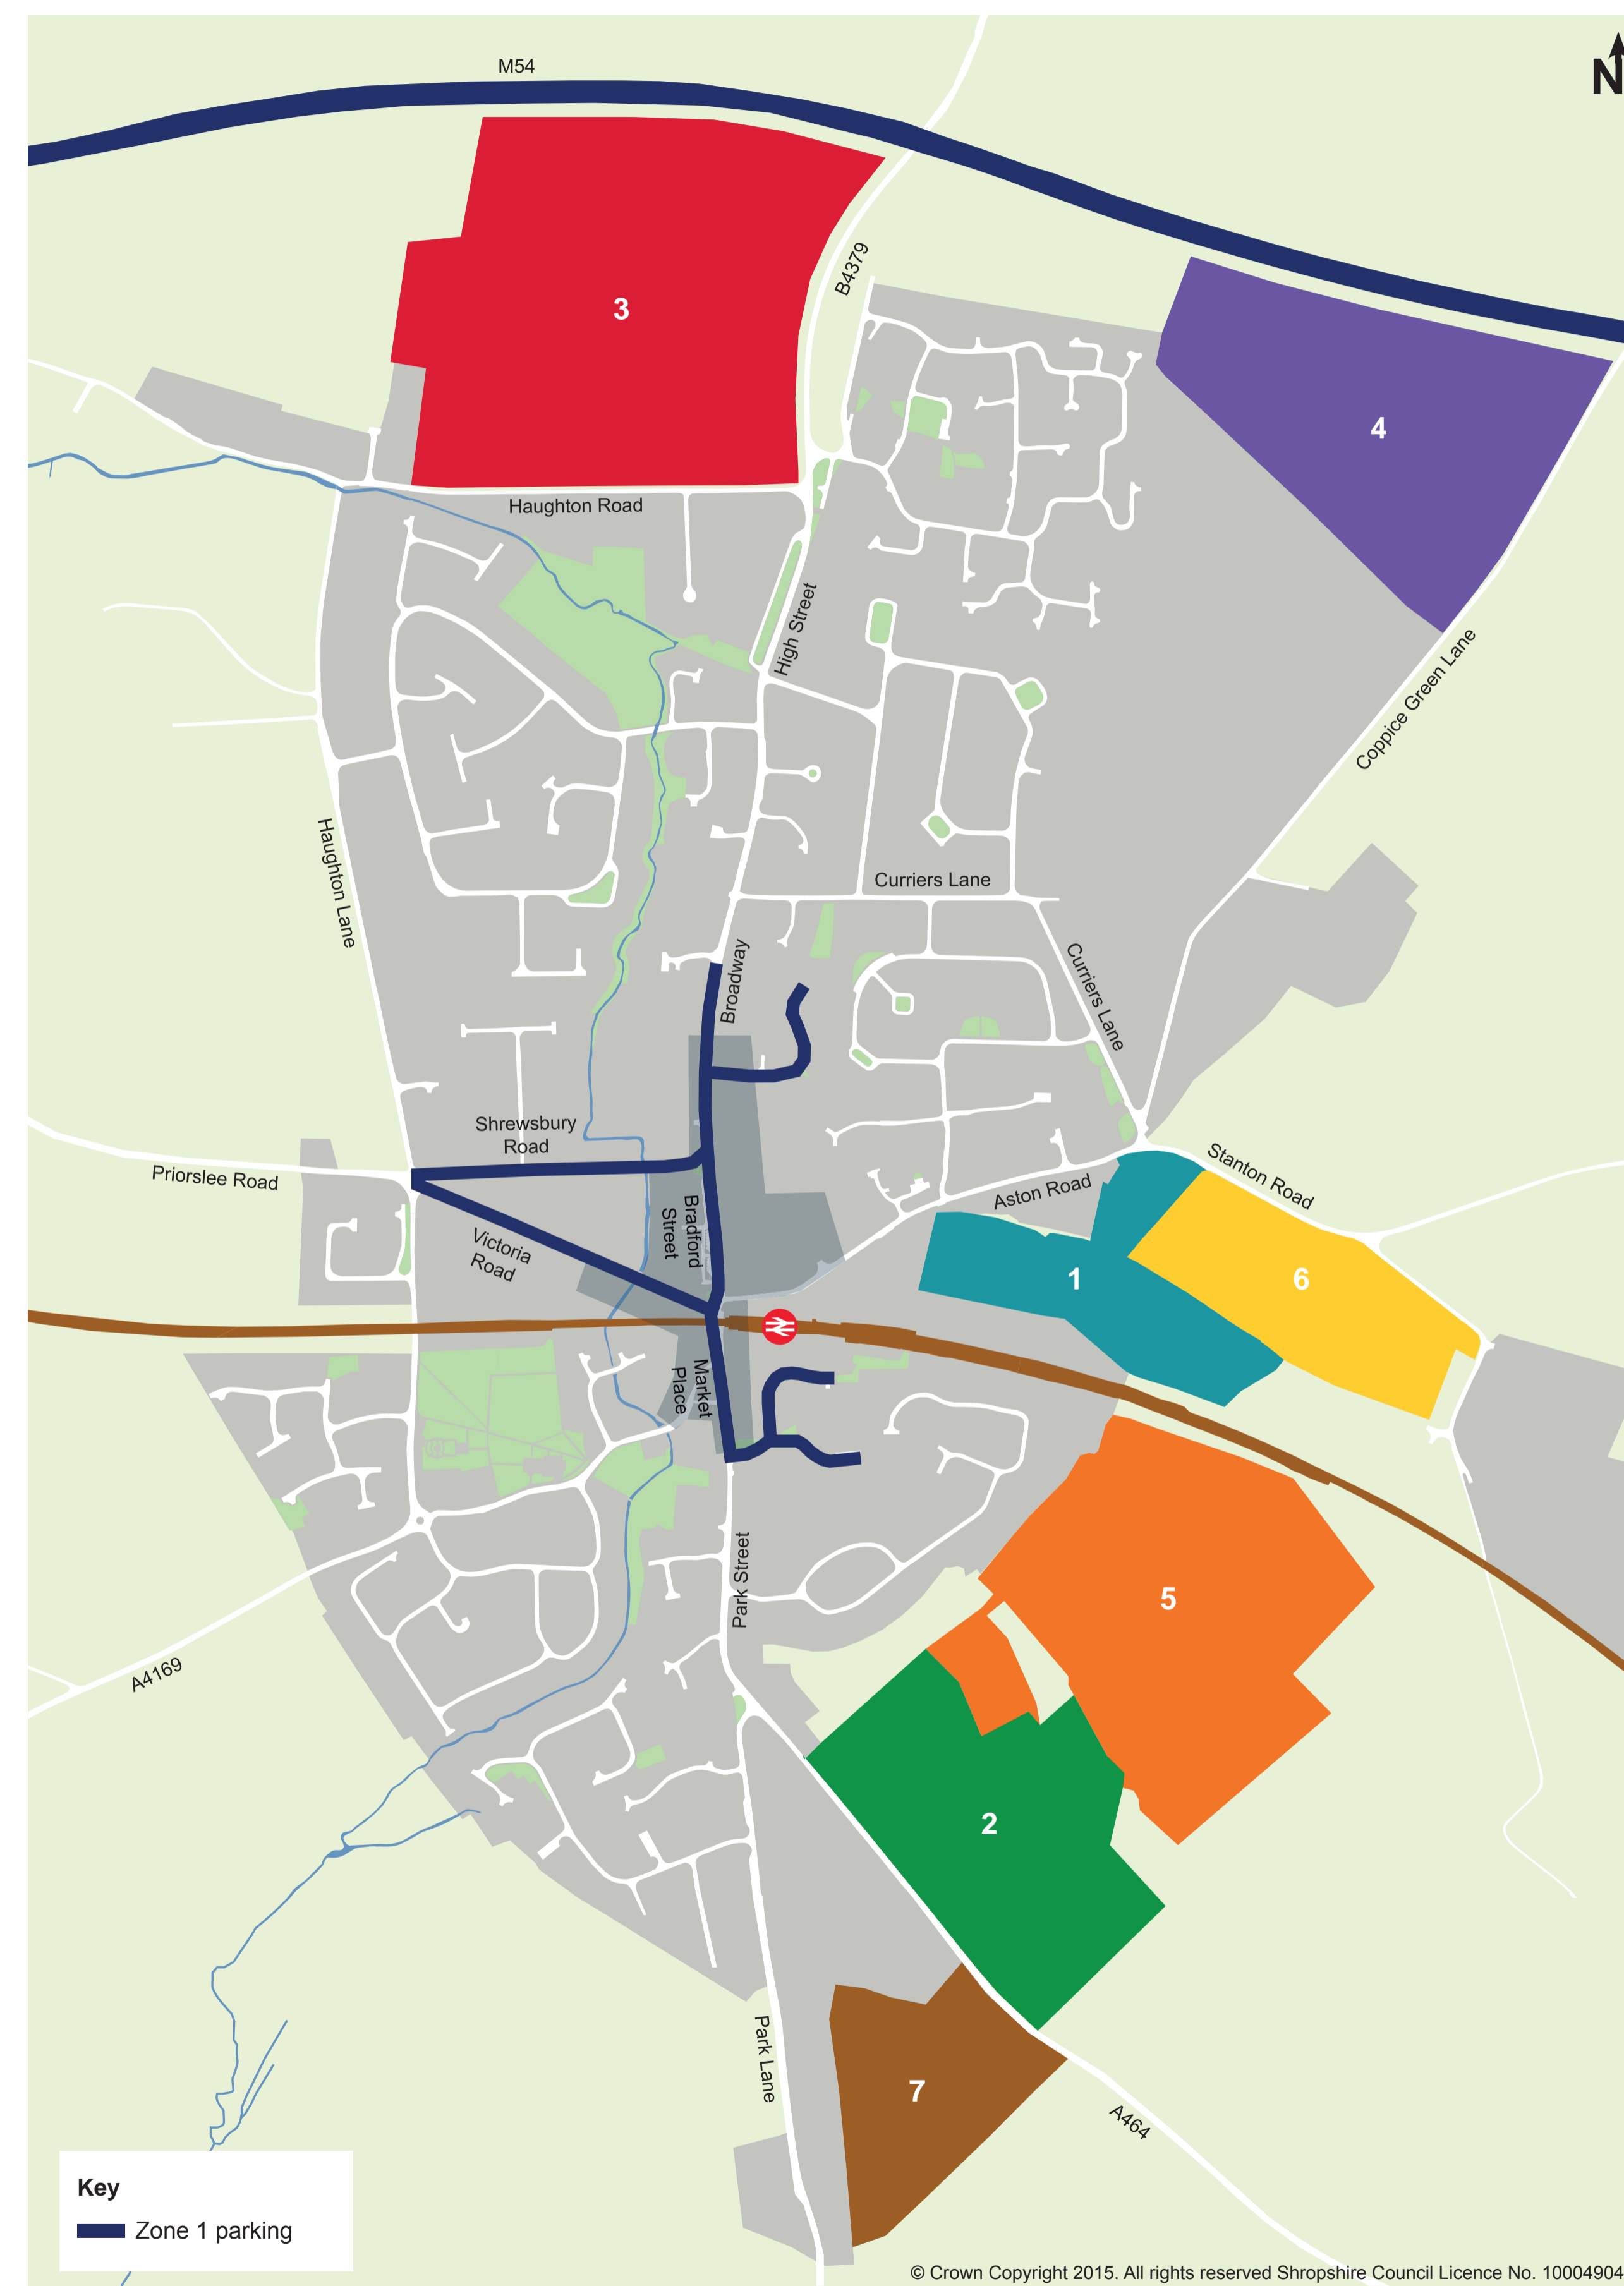 M54
N
3
B4379
4
Haughton Road
High Street
Coppice Green Lane
Haughton Lane
Curriers Lane
Broadway
Curriers Lane
Shrewsbury
Road
Priorslee Road
Stanton Road
Aston Road
Bradford
Street
Victoria
Road
1
6
Market
Place
5
Park Street
A4169
2
Park Lane
7
A464
Key
Zone 1 parking
© Crown Copyright 2015. All rights reserved Shropshire Council Licence No. 10004904